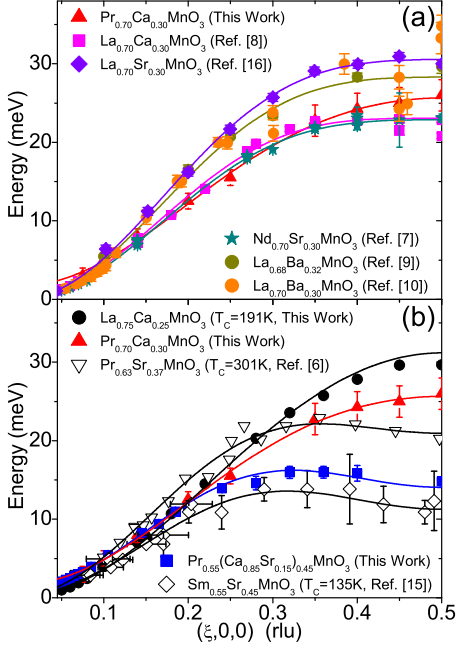 (a)
Pr0.70Ca0.30MnO3 (This Work)
La0.70Ca0.30MnO3 (Ref. [8])
La0.70Sr0.30MnO3 (Ref. [16])
30
20
10
0
Energy (meV)
Nd0.70Sr0.30MnO3 (Ref. [7])
La0.68Ba0.32MnO3 (Ref. [9])
La0.70Ba0.30MnO3 (Ref. [10])
(b)
La0.75Ca0.25MnO3 (TC=191K, This Work)
Pr0.70Ca0.30MnO3 (This Work)
Pr0.63Sr0.37MnO3 (TC=301K, Ref. [6])
30
20
10
0
Energy (meV)
Pr0.55(Ca0.85Sr0.15)0.45MnO3 (This Work)
Sm0.55Sr0.45MnO3 (TC=135K, Ref. [15])
0.1 0.2 0.3 0.4 0.5
(ξ,0,0) (rlu)